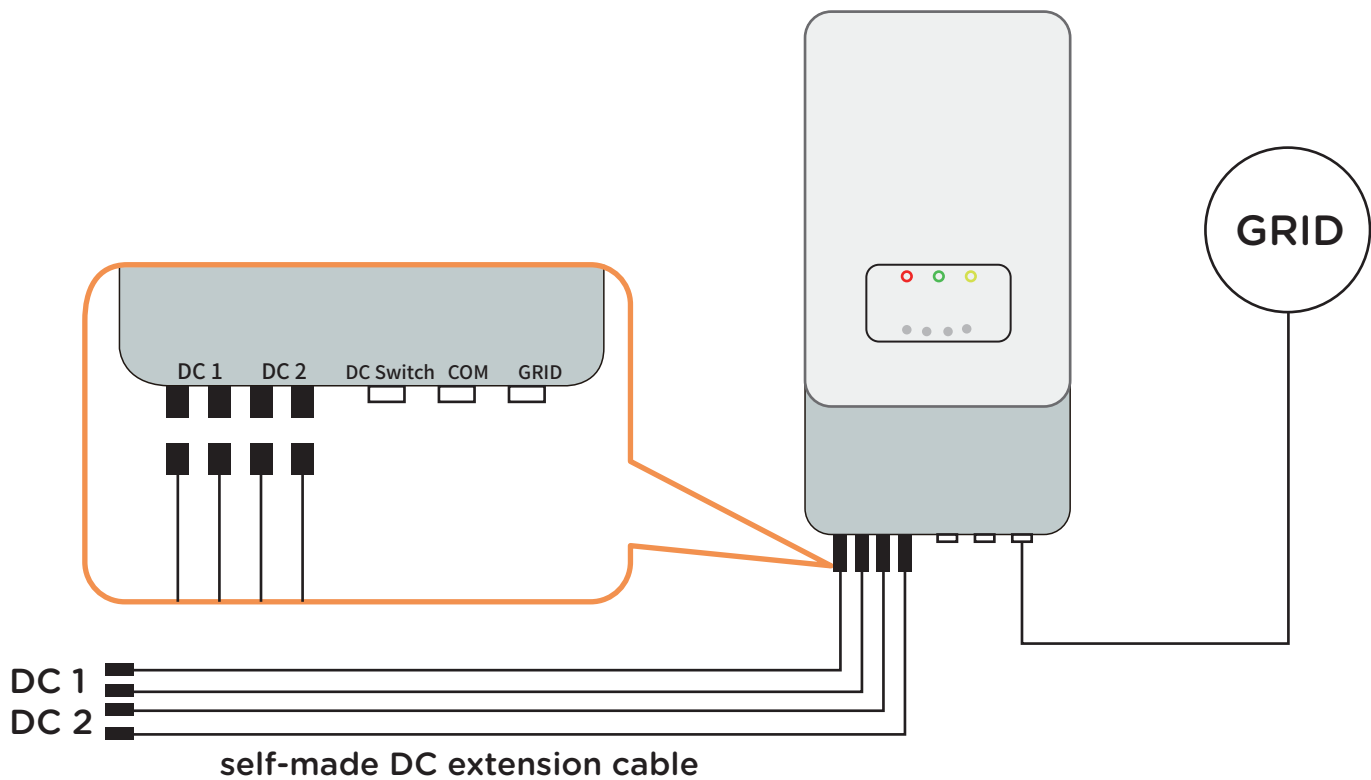 GRID
DC 1 DC 2 DC Switch COM GRID
DC 1
DC 2
self-made DC extension cable